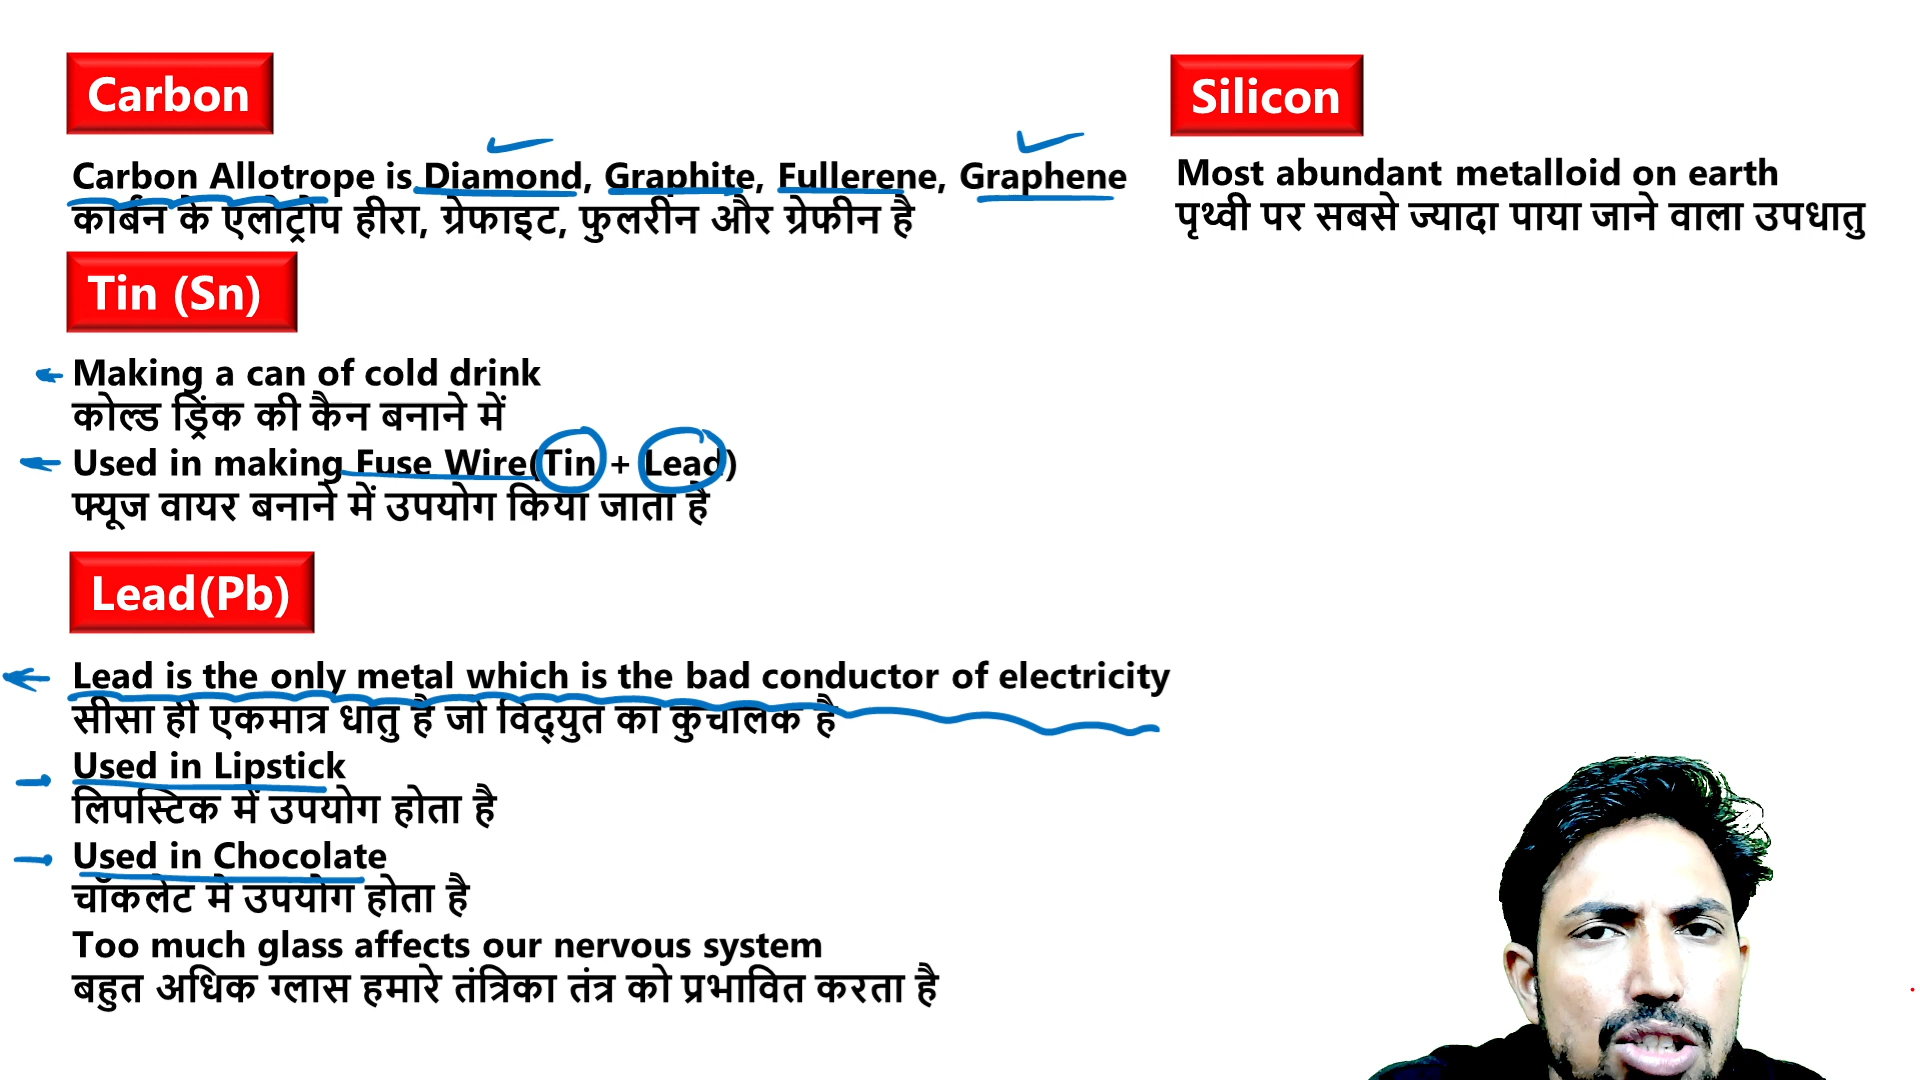 Carbon
Carbon Allotrope is Diamond, Graphite, Fullerene, Graphene
कार्बन के एलोट्रोप हीरा, ग्रेफाइट, फुलरीन और ग्रेफीन है
Tin (Sn)
Making a can of cold drink
कोल्ड ड्रिंक की कैन बनाने में
Used in making Fuse Wire(Tin + Lead)
फ्यूज वायर बनाने में उपयोग किया जाता है
Lead(Pb)
Lead is the only metal which is the bad conductor of electricity
सीसा ही एकमात्र धातु है जो विद्युत का कुचालक है
Used in Lipstick
लिपस्टिक में उपयोग होता है
Used in Chocolate
चॉकलेट मे उपयोग होता है
Too much glass affects our nervous system
बहुत अधिक ग्लास हमारे तंत्रिका तंत्र को प्रभावित करता है
Silicon
Most abundant metalloid on earth
पृथ्वी पर सबसे ज्यादा पाया जाने वाला उपधातु